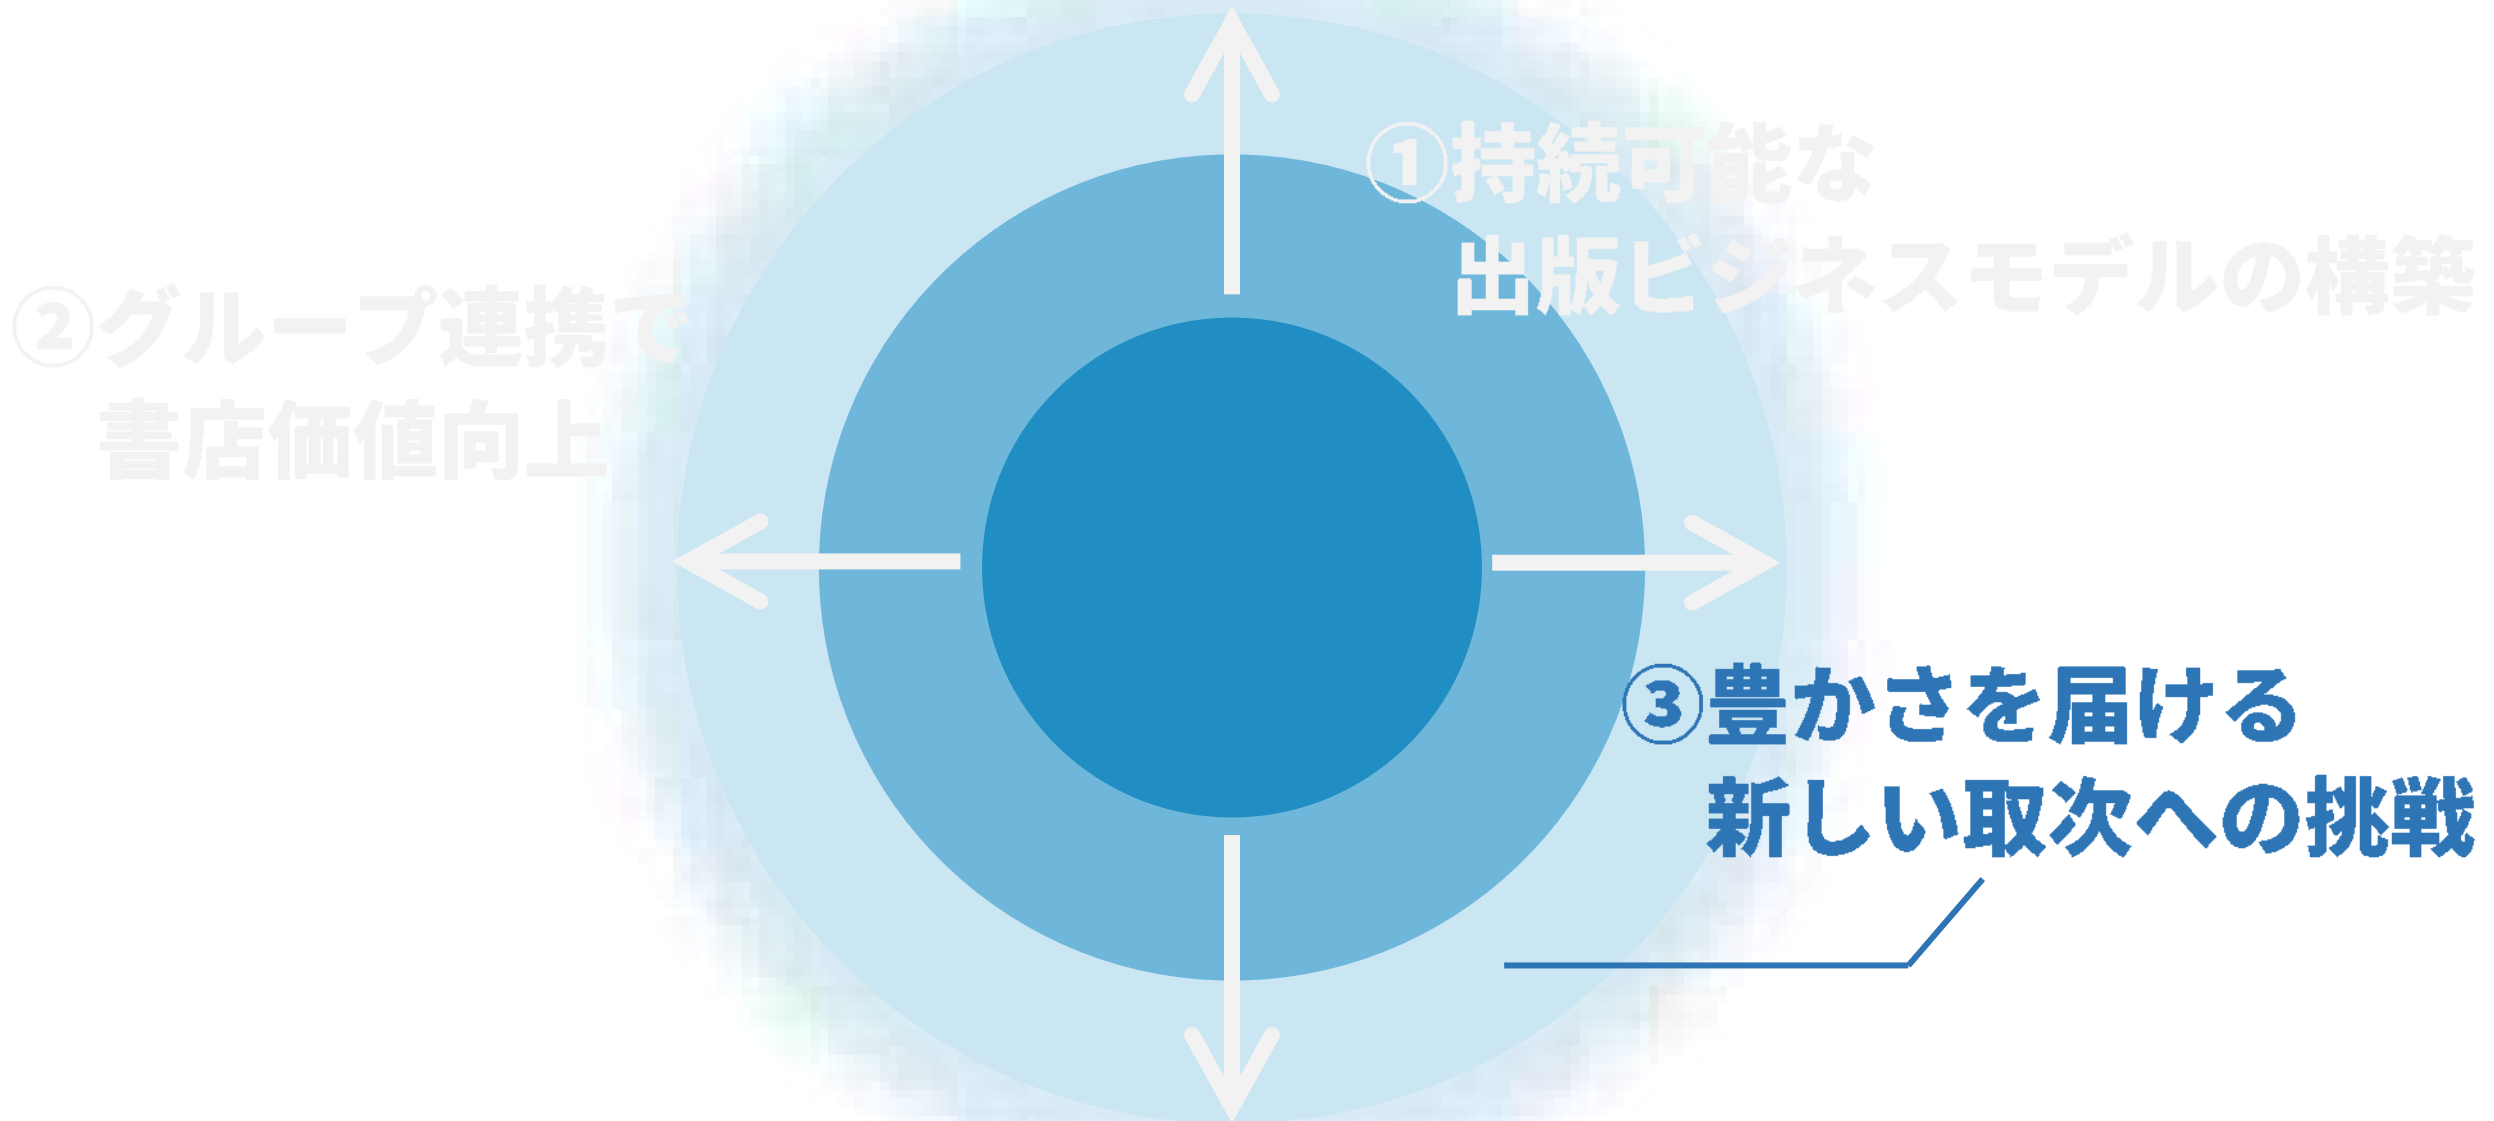 ①持続可能な
出版ビジネスモデルの構築
②グループ連携で
書店価値向上
③豊かさを届ける
新しい取次への挑戦